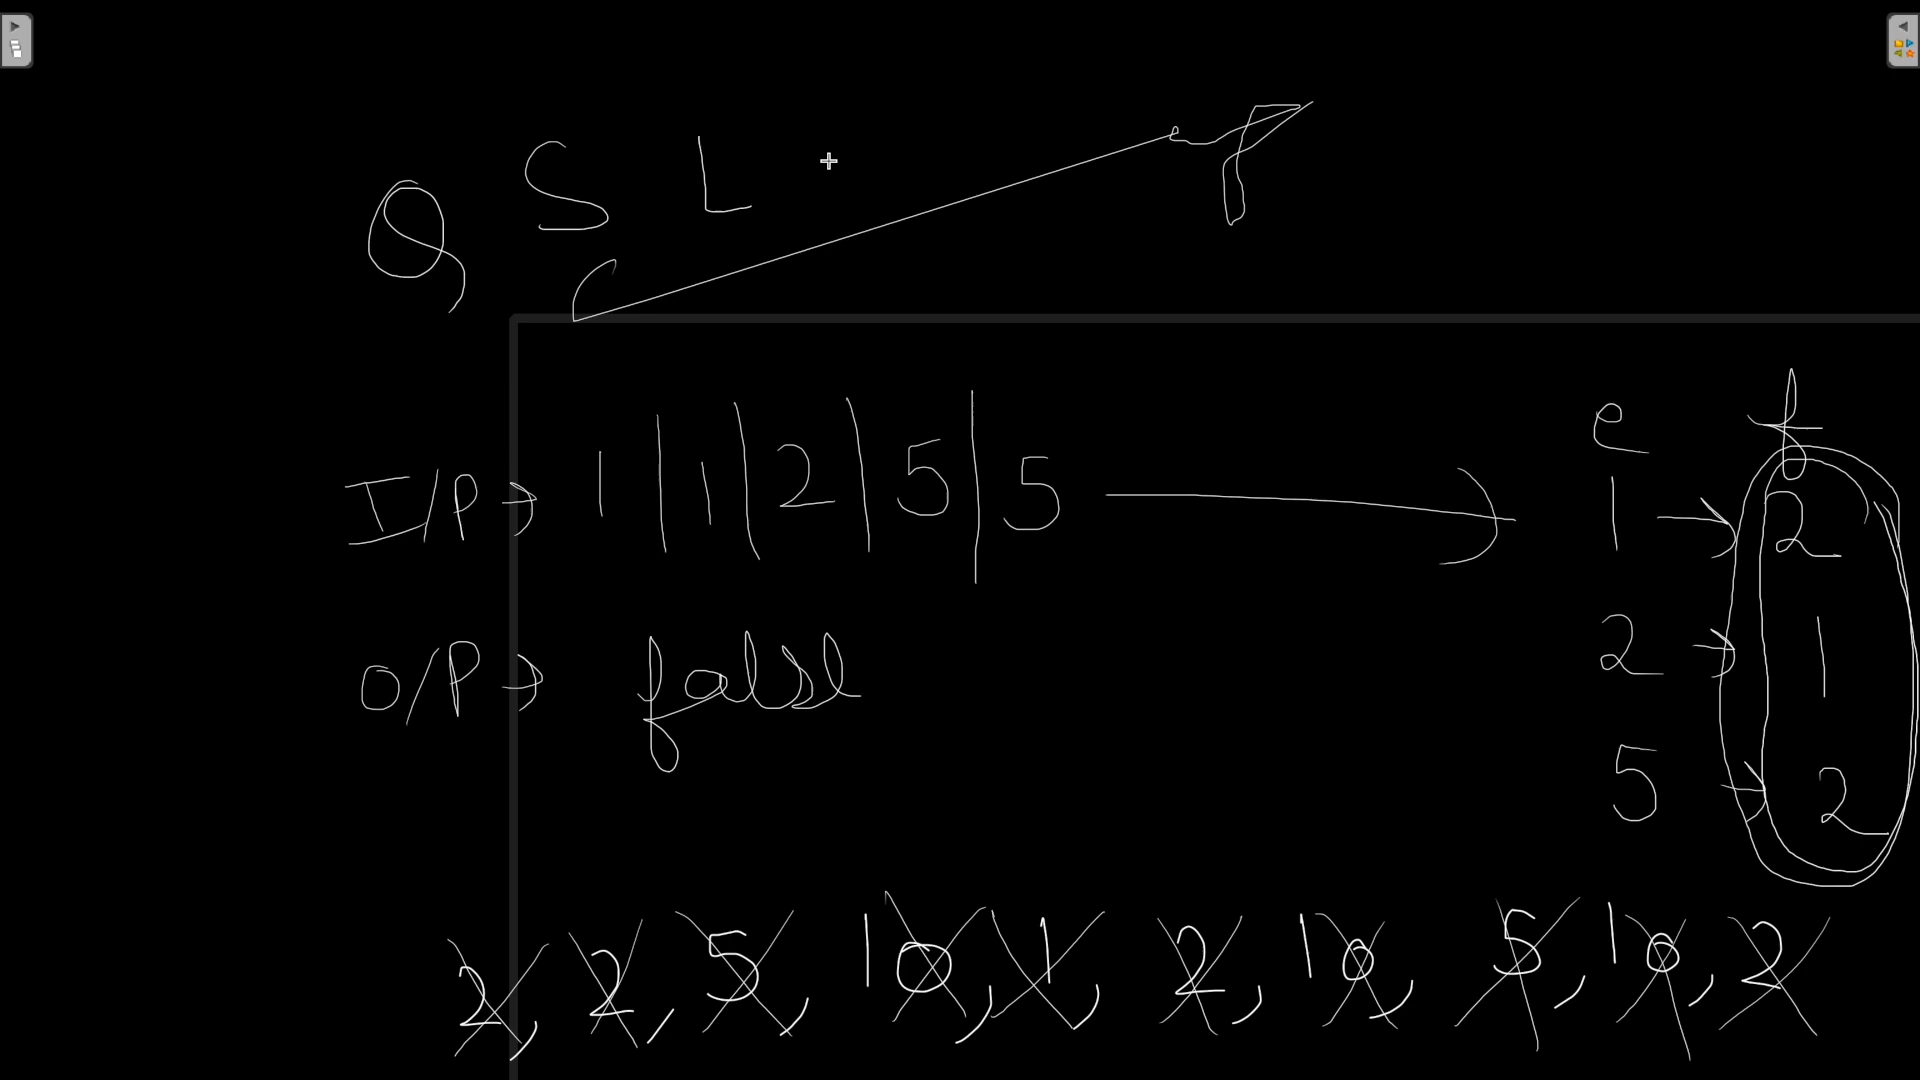 Q, S L
I/P → 1 | 1 | 2 | 5 | 5 → e f
1 → 2
2 → 1
5 → 2
O/P → false
2, 2, 5, 10, 1, 2, 10, 5, 10, 2